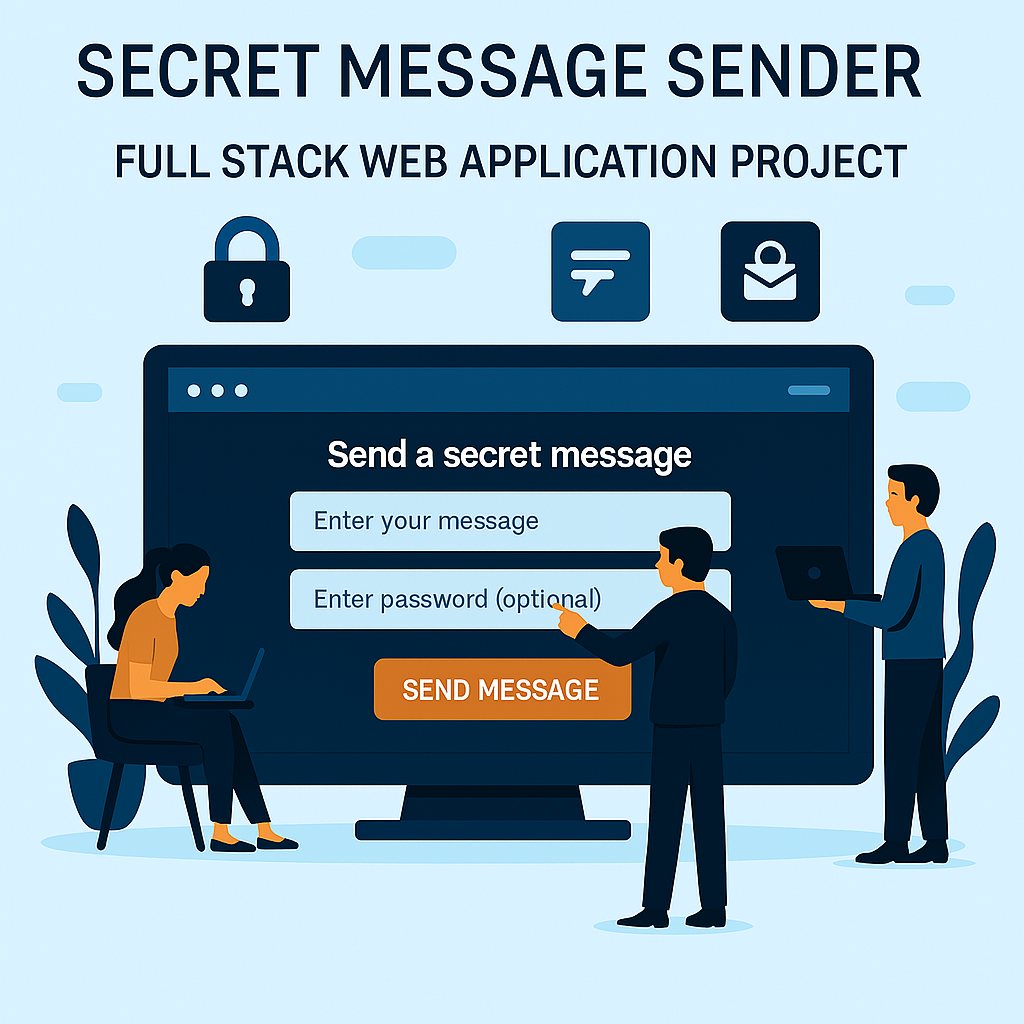 SECRET MESSAGE SENDER
FULL STACK WEB APPLICATION PROJECT
Send a secret message
Enter your message
Enter password (optional)
SEND MESSAGE